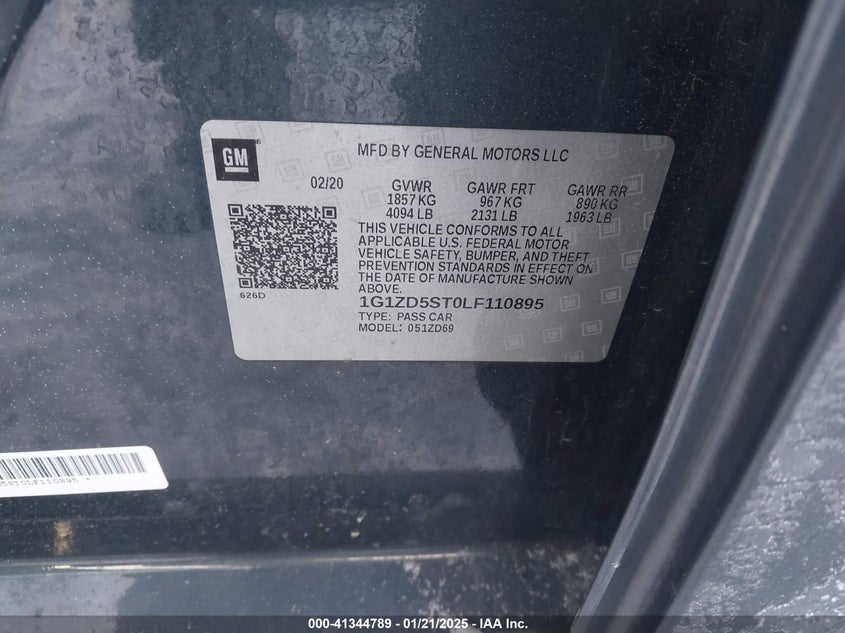 GM
MFD BY GENERAL MOTORS LLC
02/20
GVWR GAWR FRT GAWR RR
1857 KG 967 KG 890 KG
4094 LB 2131 LB 1963 LB
THIS VEHICLE CONFORMS TO ALL
APPLICABLE U.S. FEDERAL MOTOR
VEHICLE SAFETY, BUMPER, AND THEFT
PREVENTION STANDARDS IN EFFECT ON
THE DATE OF MANUFACTURE SHOWN
ABOVE.
626D
1G1ZD5ST0LF110895
TYPE: PASS CAR
MODEL: 051ZD69
5ST0LF110895 *
000-41344789 - 01/21/2025 - IAA Inc.